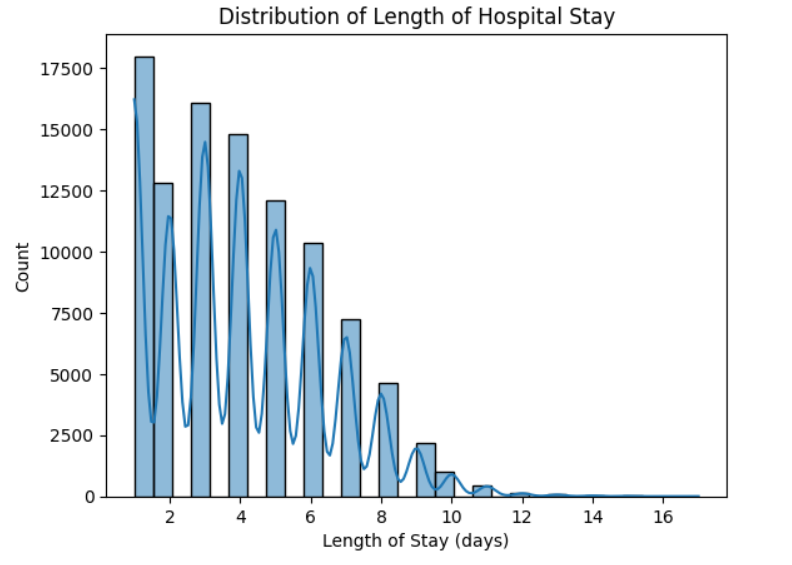 Distribution of Length of Hospital Stay
17500
15000
12500
10000
7500
5000
2500
0
Count
2 4 6 8 10 12 14 16
Length of Stay (days)